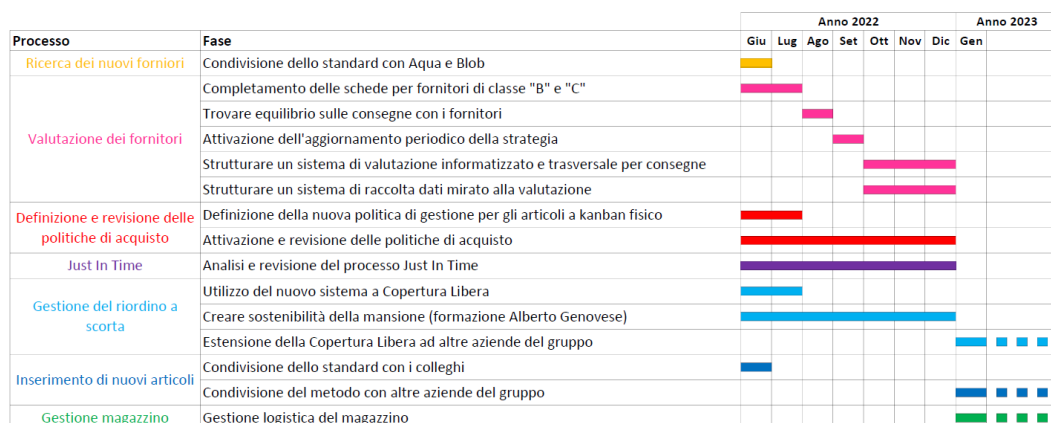 Anno 2022 Anno 2023
Processo Fase Giu Lug Ago Set Ott Nov Dic Gen
Ricerca dei nuovi forniori Condivisione dello standard con Aqua e Blob
Completamento delle schede per fornitori di classe "B" e "C"
Trovare equilibrio sulle consegne con i fornitori
Valutazione dei fornitori Attivazione dell'aggiornamento periodico della strategia
Strutturare un sistema di valutazione informatizzato e trasversale per consegne
Strutturare un sistema di raccolta dati mirato alla valutazione
Definizione e revisione delle
politiche di acquisto
Definizione della nuova politica di gestione per gli articoli a kanban fisico
Attivazione e revisione delle politiche di acquisto
Just In Time Analisi e revisione del processo Just In Time
Gestione del riordino a
scorta
Utilizzo del nuovo sistema a Copertura Libera
Creare sostenibilità della mansione (formazione Alberto Genovese)
Estensione della Copertura Libera ad altre aziende del gruppo
Inserimento di nuovi articoli
Condivisione dello standard con i colleghi
Condivisione del metodo con altre aziende del gruppo
Gestione magazzino Gestione logistica del magazzino